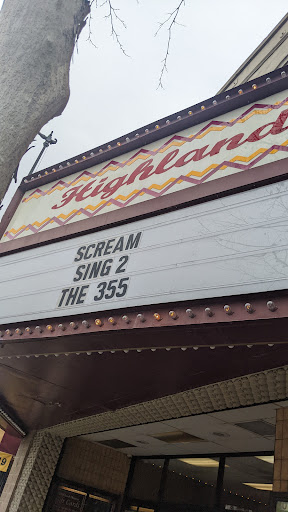 Highland
SCREAM
SING 2
THE 355